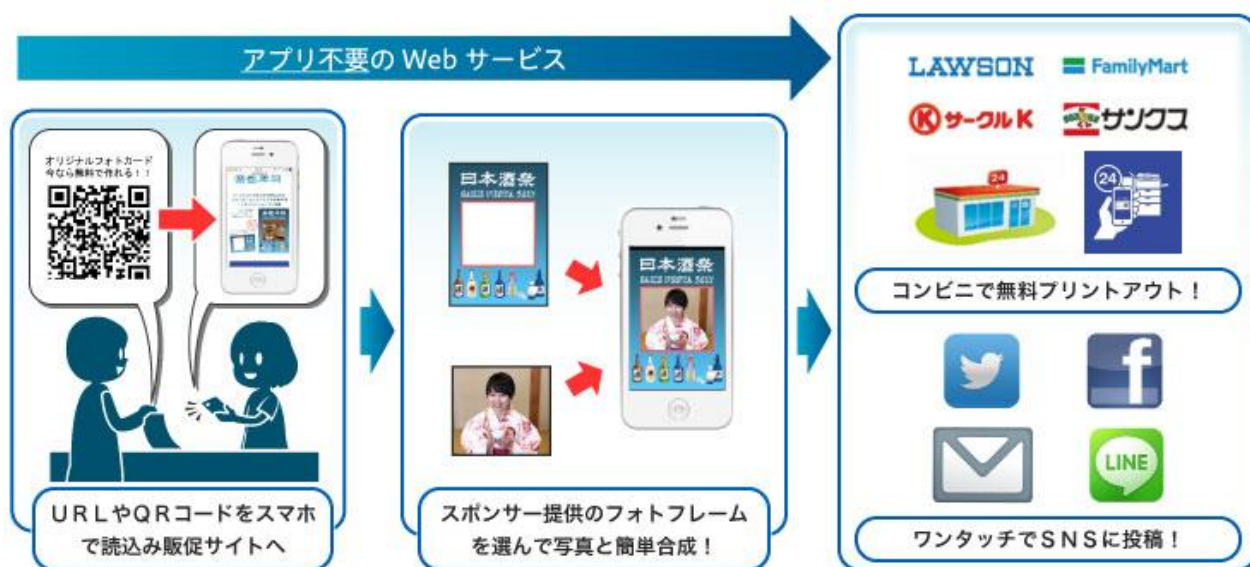 アプリ不要の Web サービス
オリジナルフォトカード
今なら無料で作れる！！
URLやQRコードをスマホ
で読込み販促サイトへ
日本酒祭
日本酒祭
スポンサー提供のフォトフレーム
を選んで写真と簡単合成！
LAWSON
FamilyMart
K サークルK
サンクス
24
24
コンビニで無料プリントアウト！
f
LINE
ワンタッチでSNSに投稿！